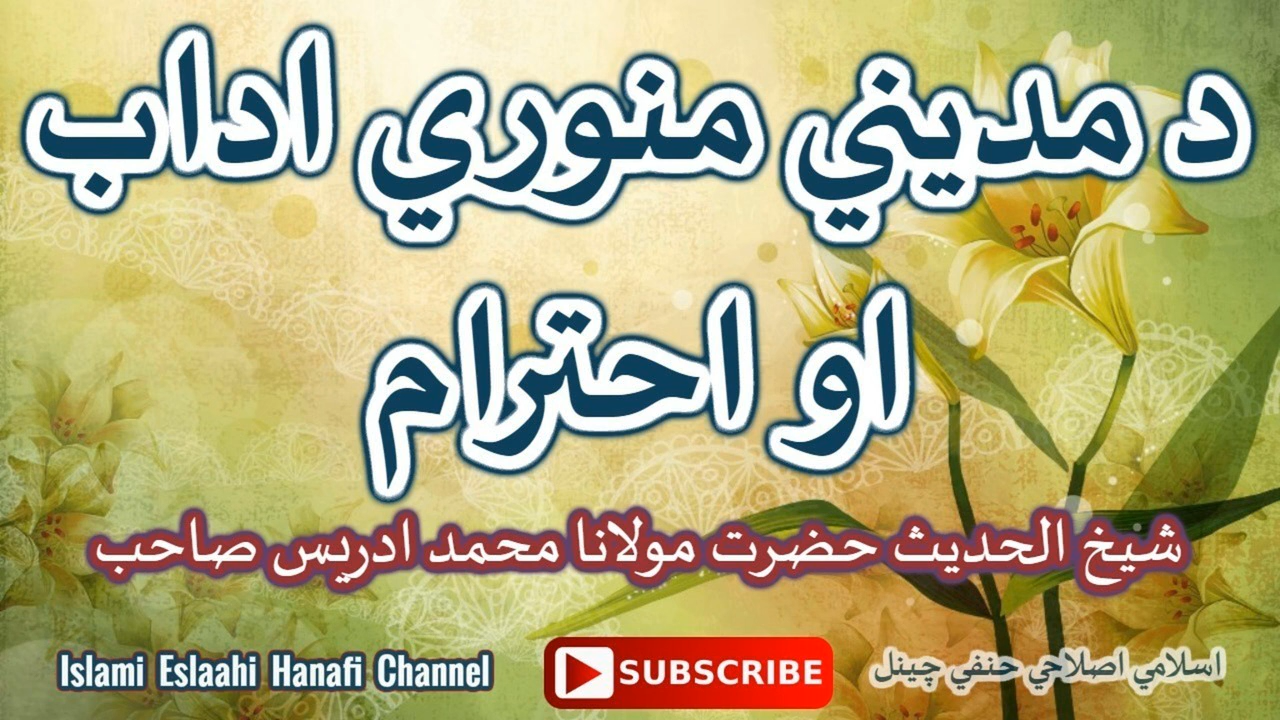 د مديني منوري اداب
او احترام
شيخ الحديث حضرت مولانا محمد ادريس صاحب
Islami Eslaahi Hanafi Channel
SUBSCRIBE
اسلامي اصلاحي حنفي چينل